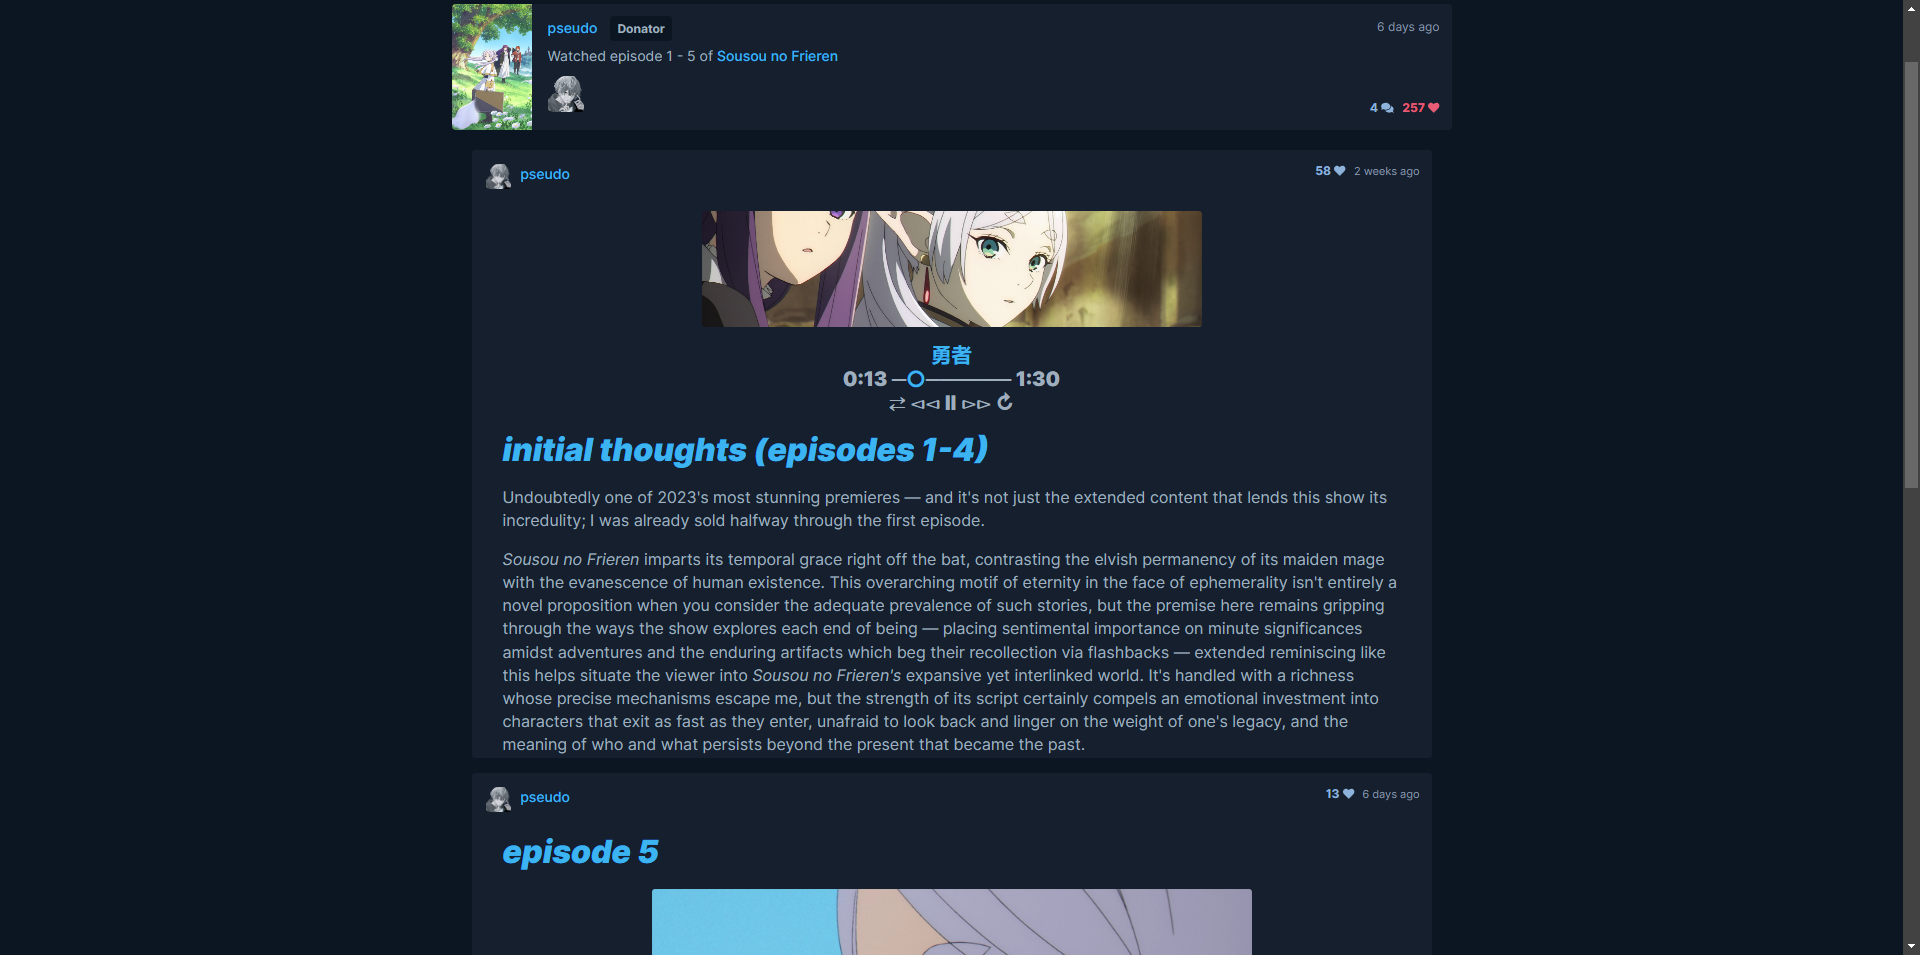 pseudo Donator 6 days ago
Watched episode 1 - 5 of Sousou no Frieren
4 257
pseudo 58 2 weeks ago
勇者
0:13 ─○───── 1:30
⇄ ◅◅ ⏸ ▻▻ ↻
initial thoughts (episodes 1-4)
Undoubtedly one of 2023's most stunning premieres — and it's not just the extended content that lends this show its
incredulity; I was already sold halfway through the first episode.
Sousou no Frieren imparts its temporal grace right off the bat, contrasting the elvish permanency of its maiden mage
with the evanescence of human existence. This overarching motif of eternity in the face of ephemerality isn't entirely a
novel proposition when you consider the adequate prevalence of such stories, but the premise here remains gripping
through the ways the show explores each end of being — placing sentimental importance on minute significances
amidst adventures and the enduring artifacts which beg their recollection via flashbacks — extended reminiscing like
this helps situate the viewer into Sousou no Frieren's expansive yet interlinked world. It's handled with a richness
whose precise mechanisms escape me, but the strength of its script certainly compels an emotional investment into
characters that exit as fast as they enter, unafraid to look back and linger on the weight of one's legacy, and the
meaning of who and what persists beyond the present that became the past.
pseudo 13 6 days ago
episode 5